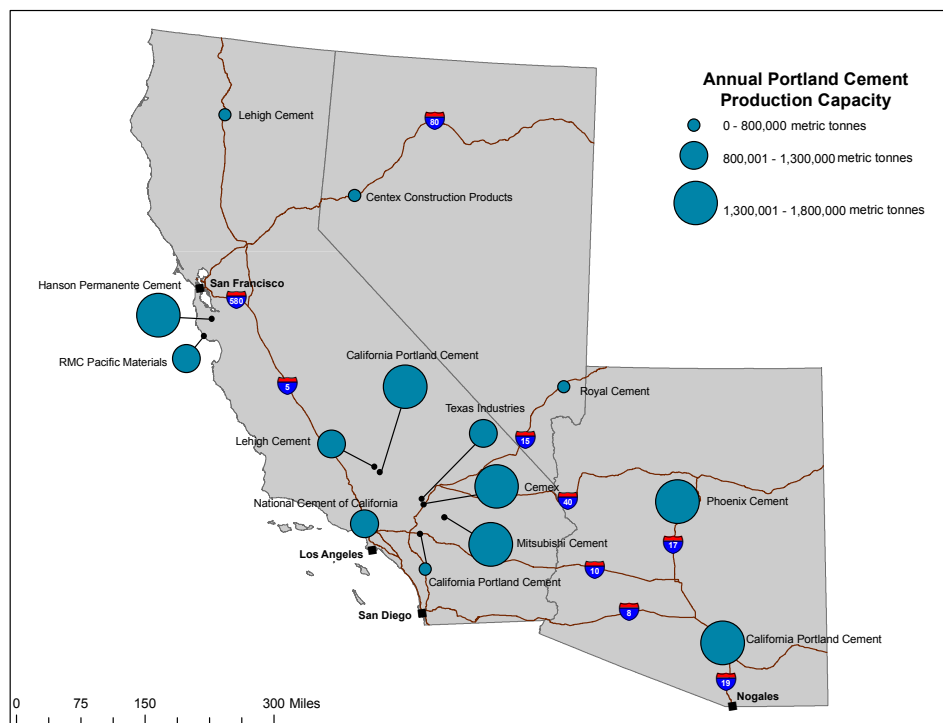 Annual Portland Cement
Production Capacity
0 - 800,000 metric tonnes
800,001 - 1,300,000 metric tonnes
1,300,001 - 1,800,000 metric tonnes
Lehigh Cement
80
Centex Construction Products
San Francisco
Hanson Permanente Cement
580
RMC Pacific Materials
California Portland Cement
5
Royal Cement
Texas Industries
15
Lehigh Cement
Cemex
40
National Cement of California
Phoenix Cement
Mitsubishi Cement
17
Los Angeles
10
California Portland Cement
San Diego
8
California Portland Cement
19
Nogales
0 75 150 300 Miles